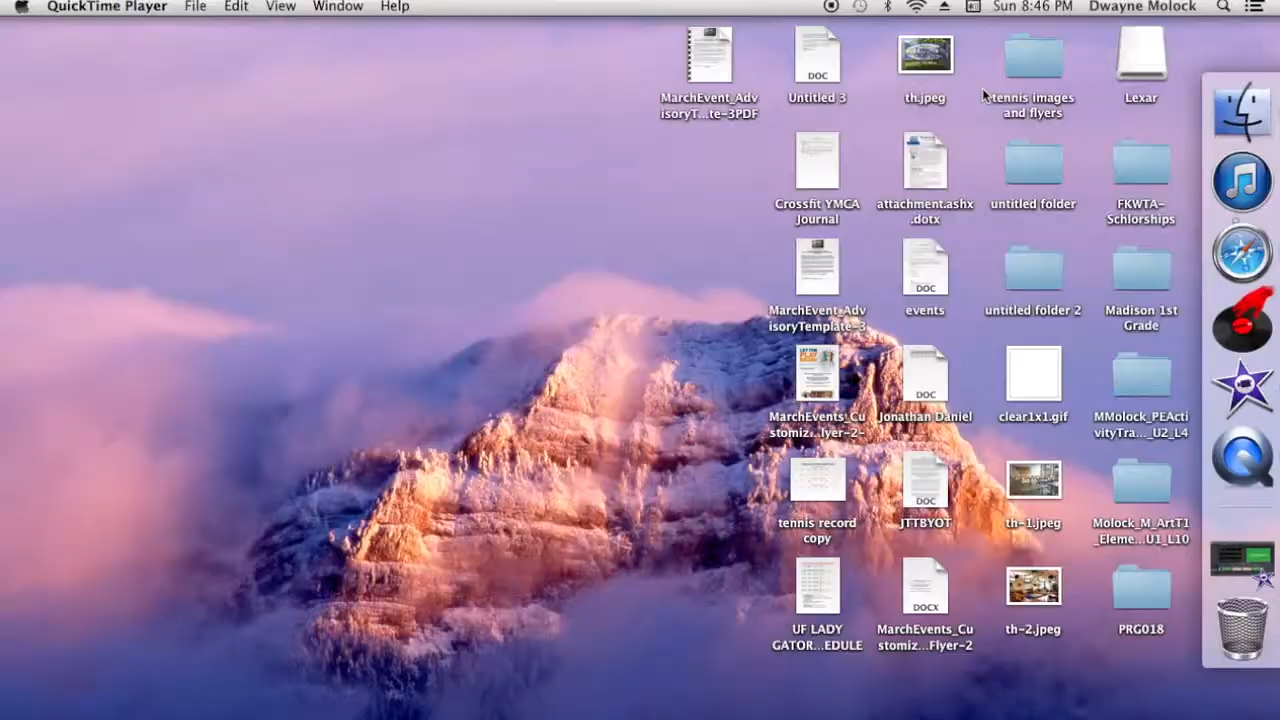 QuickTime Player File Edit View Window Help Sun 8:46 PM Dwayne Molock
MarchEvent_Adv
isoryT...te-3PDF
Untitled 3
DOC
th.jpeg
tennis images
and flyers
Lexar
Crossfit YMCA
Journal
attachment.ashx
.dotx
untitled folder
FKWTA-
Schlorships
MarchEvent_Adv
isoryTemplate-3
DOC
events
untitled folder 2
Madison 1st
Grade
MarchEvents_Cu
stomiz...lyer-2-
DOC
Jonathan Daniel
clear1x1.gif
MMolock_PEActi
vityTra..._U2_L4
tennis record
copy
DOC
JTTBYOT
th-1.jpeg
Molock_M_ArtT1
_Eleme...U1_L10
UF LADY
GATOR...EDULE
DOCX
MarchEvents_Cu
stomiz...Flyer-2
th-2.jpeg
PRG018